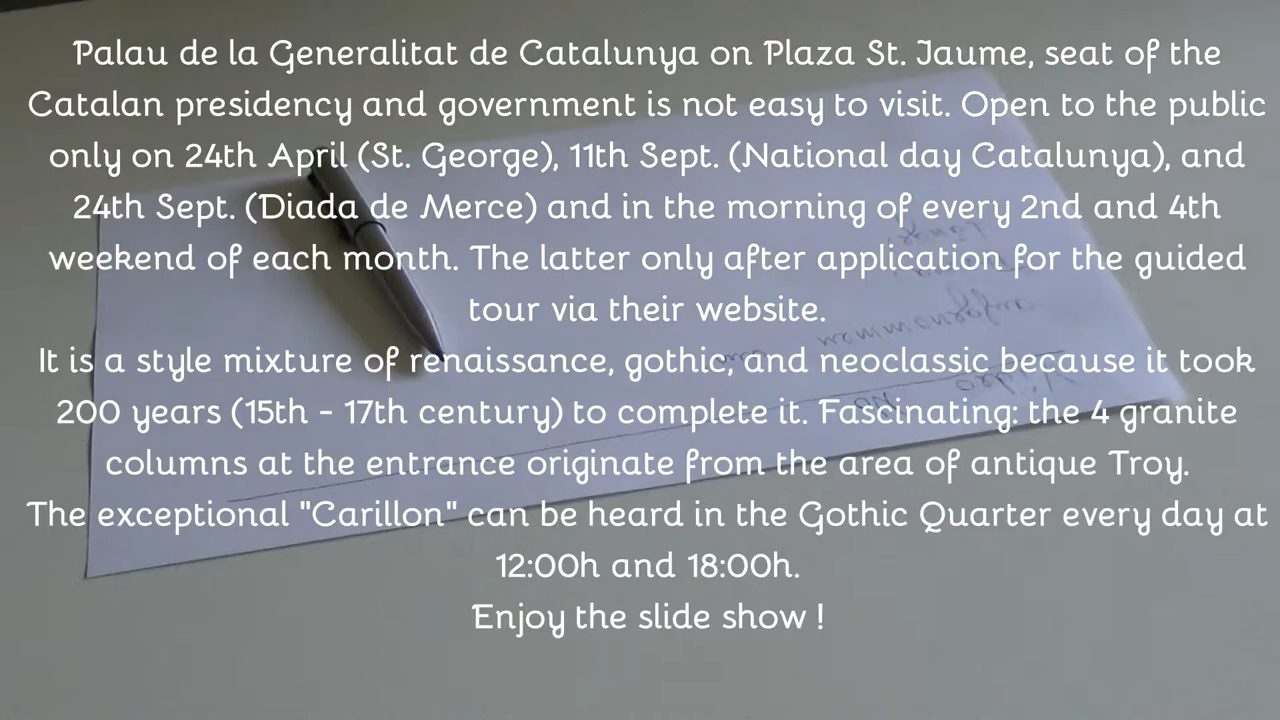 Palau de la Generalitat de Catalunya on Plaza St. Jaume, seat of the
Catalan presidency and government is not easy to visit. Open to the public
only on 24th April (St. George), 11th Sept. (National day Catalunya), and
24th Sept. (Diada de Merce) and in the morning of every 2nd and 4th
weekend of each month. The latter only after application for the guided
tour via their website.
It is a style mixture of renaissance, gothic, and neoclassic because it took
200 years (15th - 17th century) to complete it. Fascinating: the 4 granite
columns at the entrance originate from the area of antique Troy.
The exceptional "Carillon" can be heard in the Gothic Quarter every day at
12:00h and 18:00h.
Enjoy the slide show !